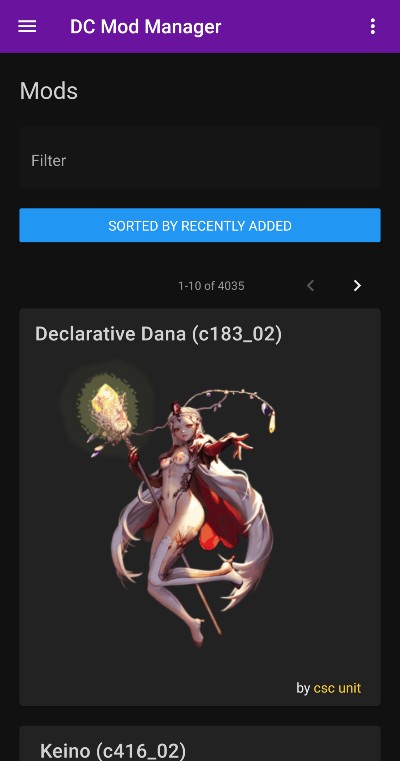 DC Mod Manager
Mods
Filter
SORTED BY RECENTLY ADDED
1-10 of 4035
Declarative Dana (c183_02)
by csc unit
Keino (c416_02)